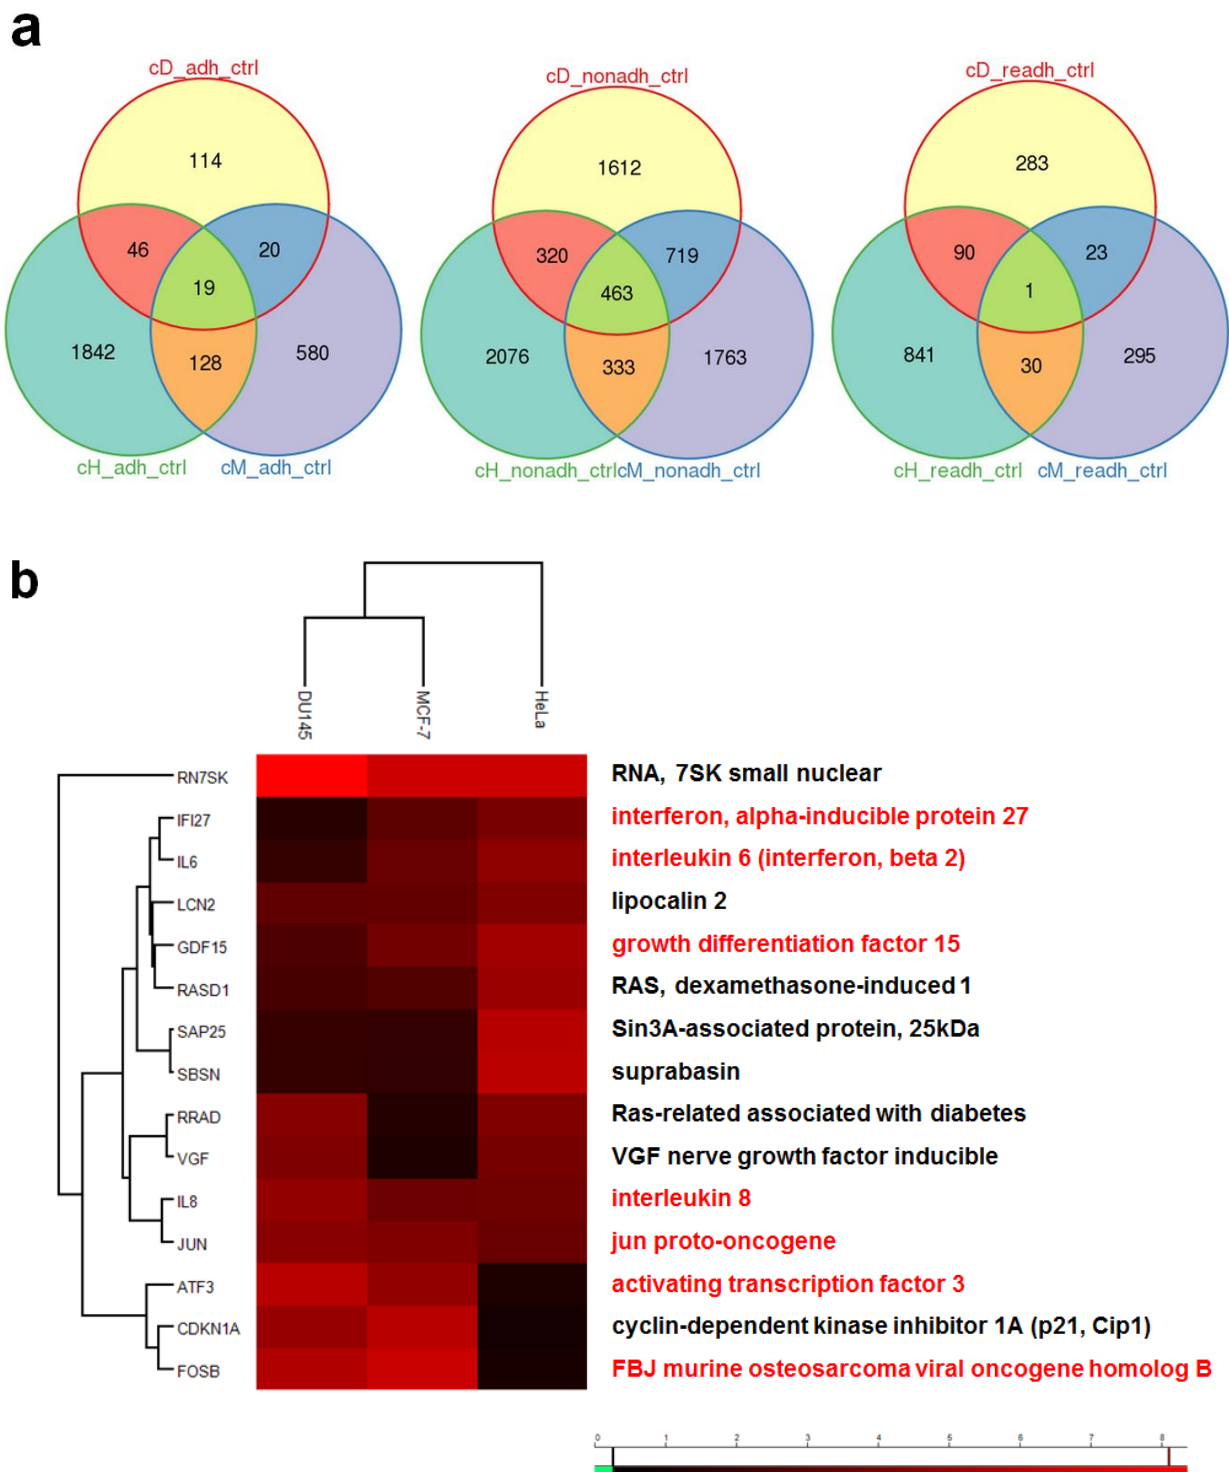 a
cD_adh_ctrl
114
46
20
19
1842
128
580
cH_adh_ctrl
cM_adh_ctrl
cD_nonadh_ctrl
1612
320
719
463
2076
333
1763
cH_nonadh_ctrl
cM_nonadh_ctrl
cD_readh_ctrl
283
90
23
1
841
30
295
cH_readh_ctrl
cM_readh_ctrl
b
DU145
MCF-7
HeLa
RN7SK RNA, 7SK small nuclear
IFI27 interferon, alpha-inducible protein 27
IL6 interleukin 6 (interferon, beta 2)
LCN2 lipocalin 2
GDF15 growth differentiation factor 15
RASD1 RAS, dexamethasone-induced 1
SAP25 Sin3A-associated protein, 25kDa
SBSN suprabasin
RRAD Ras-related associated with diabetes
VGF VGF nerve growth factor inducible
IL8 interleukin 8
JUN jun proto-oncogene
ATF3 activating transcription factor 3
CDKN1A cyclin-dependent kinase inhibitor 1A (p21, Cip1)
FOSB FBJ murine osteosarcoma viral oncogene homolog B
0 1 2 3 4 5 6 7 8